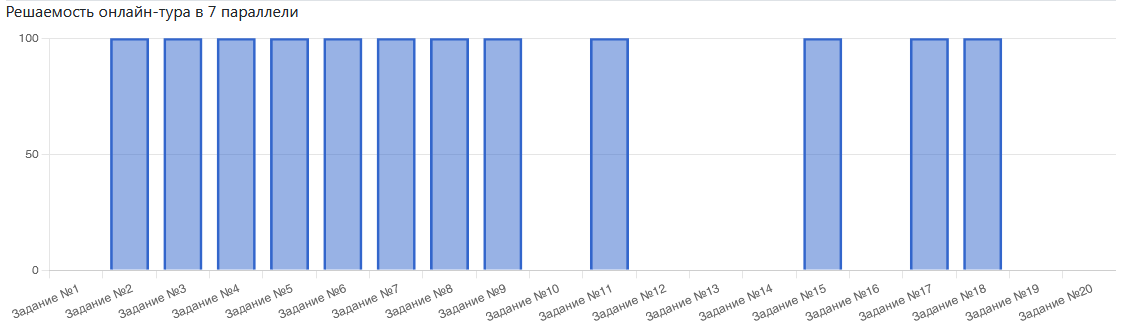 Решаемость онлайн-тура в 7 параллели
100
50
0
Задание №1
Задание №2
Задание №3
Задание №4
Задание №5
Задание №6
Задание №7
Задание №8
Задание №9
Задание №10
Задание №11
Задание №12
Задание №13
Задание №14
Задание №15
Задание №16
Задание №17
Задание №18
Задание №19
Задание №20